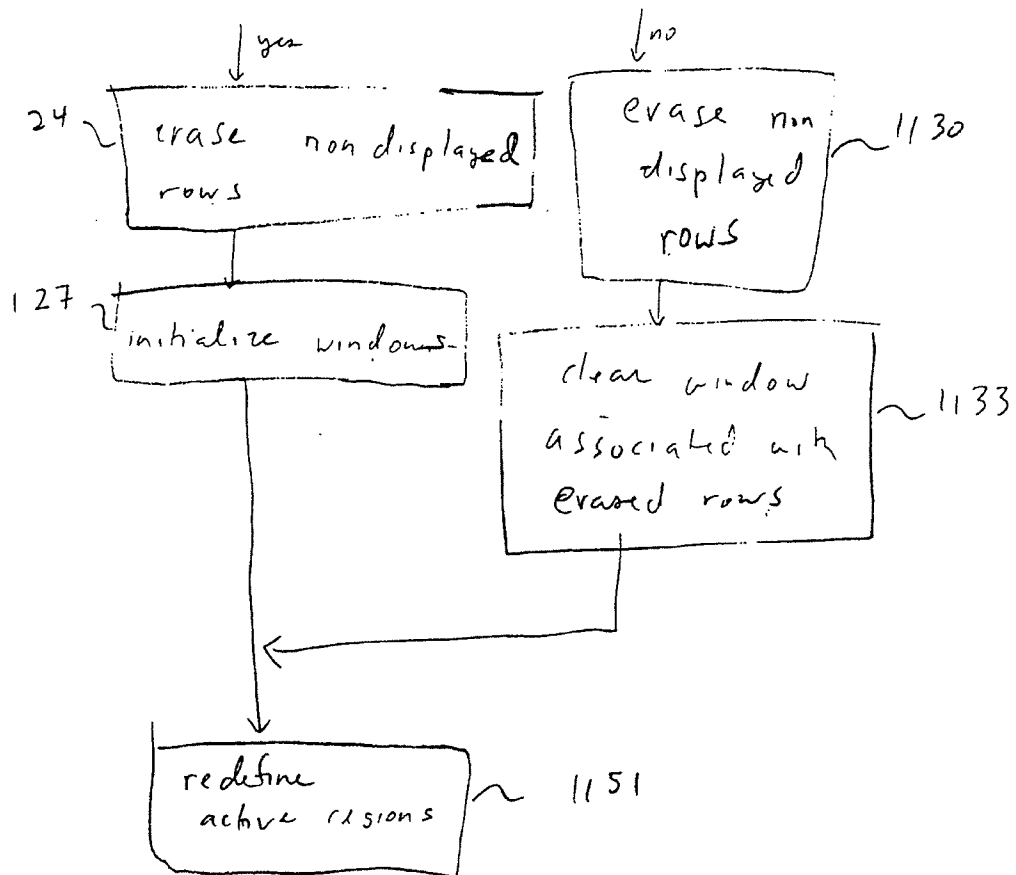 yes
no
24
erase non displayed
rows
erase non
displayed
rows
1130
127
initialize windows
clear window
associated with
erased rows
1133
redefine
active regions
1151